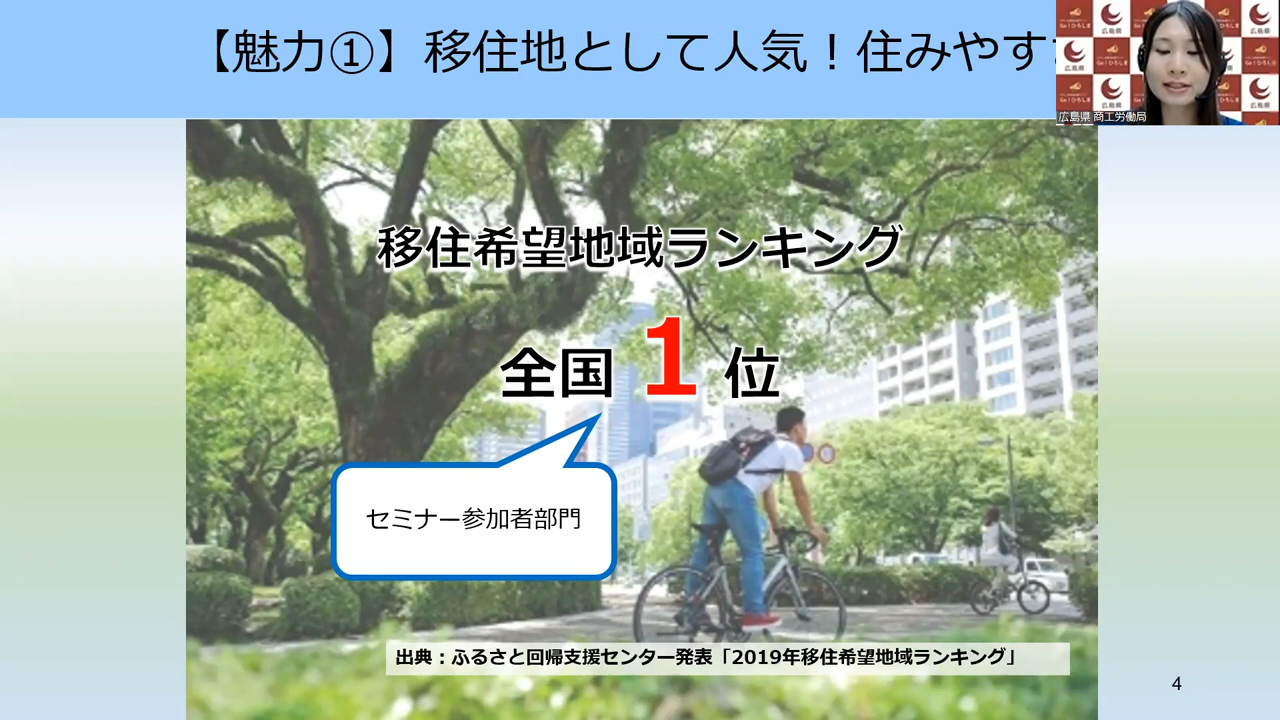 【魅力①】移住地として人気！住みやす
広島県 商工労働局
移住希望地域ランキング
全国 1 位
セミナー参加者部門
出典：ふるさと回帰支援センター発表「2019年移住希望地域ランキング」
4